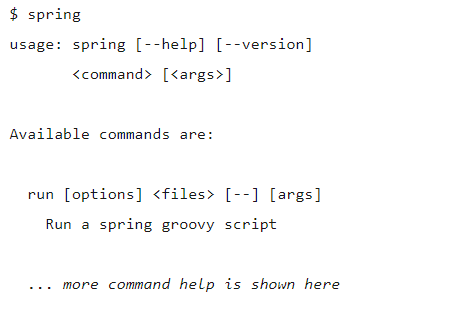 $ spring
usage: spring [--help] [--version]
<command> [<args>]
Available commands are:
run [options] <files> [--] [args]
Run a spring groovy script
... more command help is shown here